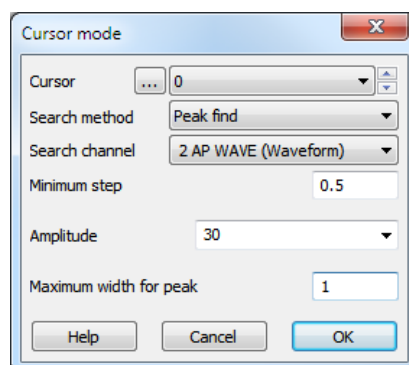 Cursor mode
Cursor ... 0
Search method Peak find
Search channel 2 AP WAVE (Waveform)
Minimum step 0.5
Amplitude 30
Maximum width for peak 1
Help Cancel OK